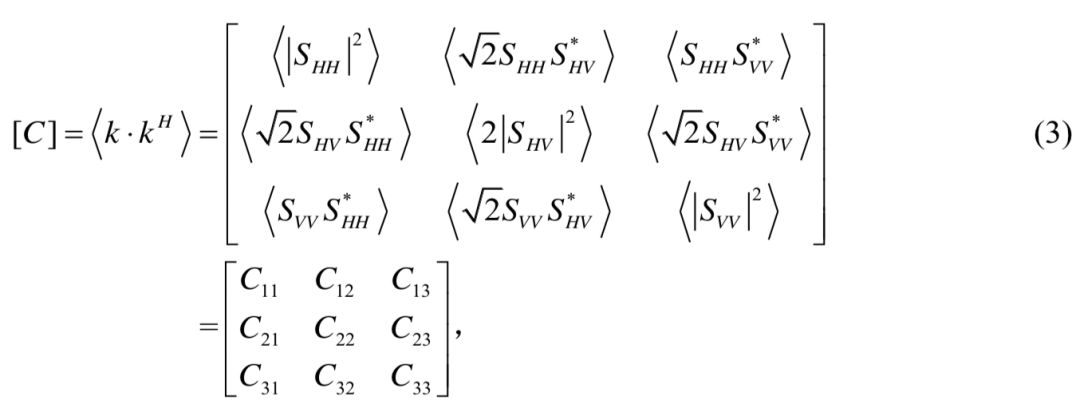 [C] = ⟨k · k^H⟩ = [ ⟨|S_HH|^2⟩ ⟨√2 S_HH S_HV^*⟩ ⟨S_HH S_VV^*⟩
⟨√2 S_HV S_HH^*⟩ ⟨2|S_HV|^2⟩ ⟨√2 S_HV S_VV^*⟩
⟨S_VV S_HH^*⟩ ⟨√2 S_VV S_HV^*⟩ ⟨|S_VV|^2⟩ ] (3)
= [ C_11 C_12 C_13
C_21 C_22 C_23
C_31 C_32 C_33 ],